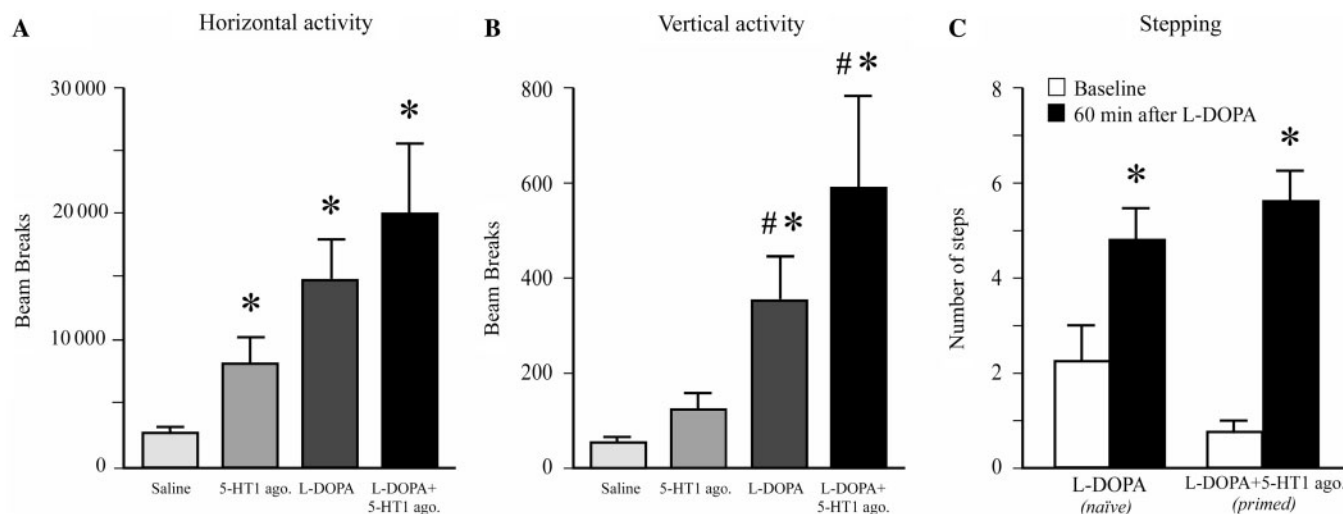 A
Horizontal activity
30 000
20 000
10 000
0
Beam Breaks
*
*
*
Saline
5-HT1 ago.
L-DOPA
L-DOPA+
5-HT1 ago.
B
Vertical activity
800
600
400
200
0
Beam Breaks
#*
#*
Saline
5-HT1 ago.
L-DOPA
L-DOPA+
5-HT1 ago.
C
Stepping
Baseline
60 min after L-DOPA
8
6
4
2
0
Number of steps
*
*
L-DOPA
(naïve)
L-DOPA+5-HT1 ago.
(primed)